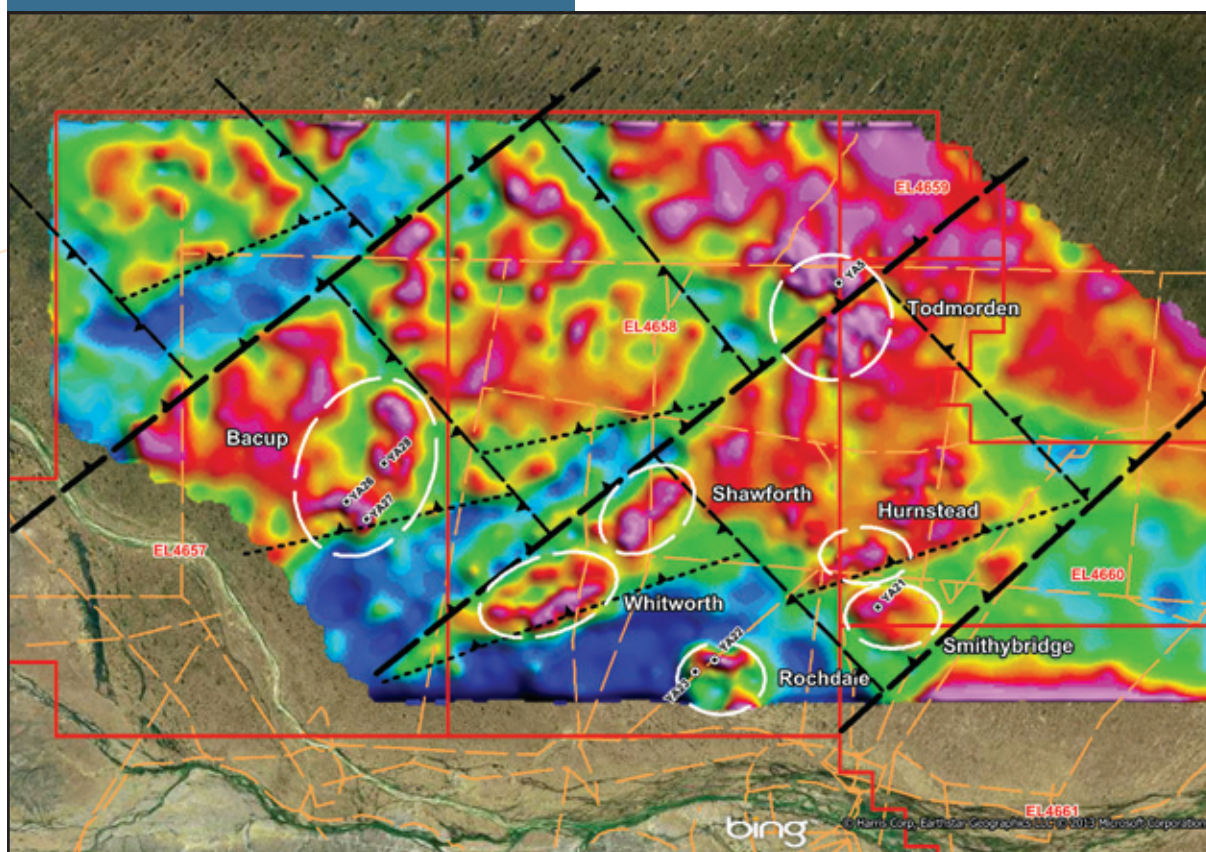 EL4659
YA5
Todmorden
EL4658
Bacup
YA28
YA26
YA27
Shawforth
Hurnstead
EL4657
EL4660
YA21
Whitworth
YA22
Smithybridge
YA23
Rochdale
EL4661
bing
© Harris Corp, Earthstar Geographics LLC © 2013 Microsoft Corporation